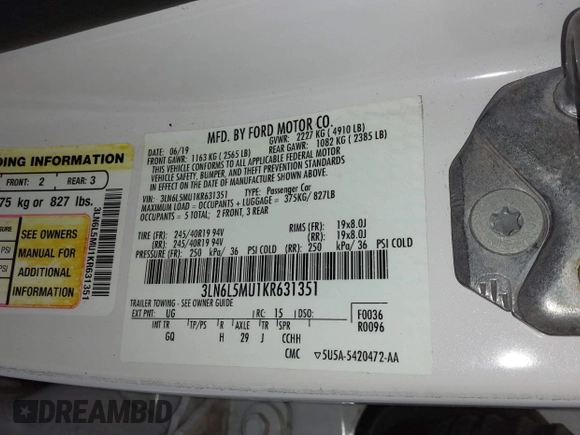 DING INFORMATION
FRONT: 2 REAR: 3
75 kg or 827 lbs.
PSI
PSI
SEE OWNERS
MANUAL FOR
ADDITIONAL
INFORMATION
3LN6L5MU1KR631351
MFD. BY FORD MOTOR CO.
DATE: 06/19 GVWR: 2227 KG ( 4910 LB)
FRONT GAWR: 1163 KG ( 2565 LB) REAR GAWR: 1082 KG ( 2385 LB)
THIS VEHICLE CONFORMS TO ALL APPLICABLE FEDERAL MOTOR
VEHICLE SAFETY, BUMPER, AND THEFT PREVENTION STANDARDS
IN EFFECT ON THE DATE OF MANUFACTURE SHOWN ABOVE.
VIN: 3LN6L5MU1KR631351 TYPE: Passenger Car
MAXIMUM LOAD = OCCUPANTS + LUGGAGE = 375KG/ 827LB
OCCUPANTS = 5 TOTAL: 2 FRONT, 3 REAR
TIRE(FR) 245/40R19 94V RIMS (FR) 19x8.0J
(RR) 245/40R19 94V (RR) 19x8.0J
PRESSURE (FR) 250 kPa/ 36 PSI COLD (RR) 250 kPa/ 36 PSI COLD
3LN6L5MU1KR631351
TRAILER TOWING - SEE OWNER GUIDE
EXT PNT: UG RC: 15 DSO: F0036
R0096
INT TR TP/PS R AXLE TR SPR
GQ H 29 J CCHH
CMC 5U5A-5420472-AA
DREAMBID